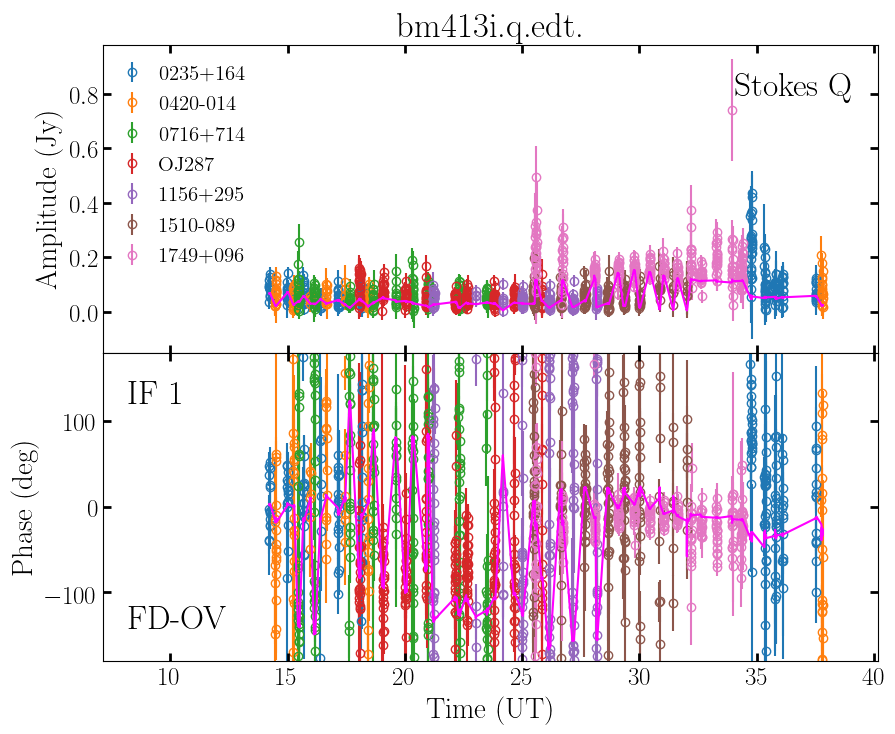 bm413i.q.edt.
Stokes Q
0235+164
0420-014
0716+714
OJ287
1156+295
1510-089
1749+096
Amplitude (Jy)
0.8
0.6
0.4
0.2
0.0
IF 1
FD-OV
Phase (deg)
100
0
−100
10 15 20 25 30 35 40
Time (UT)